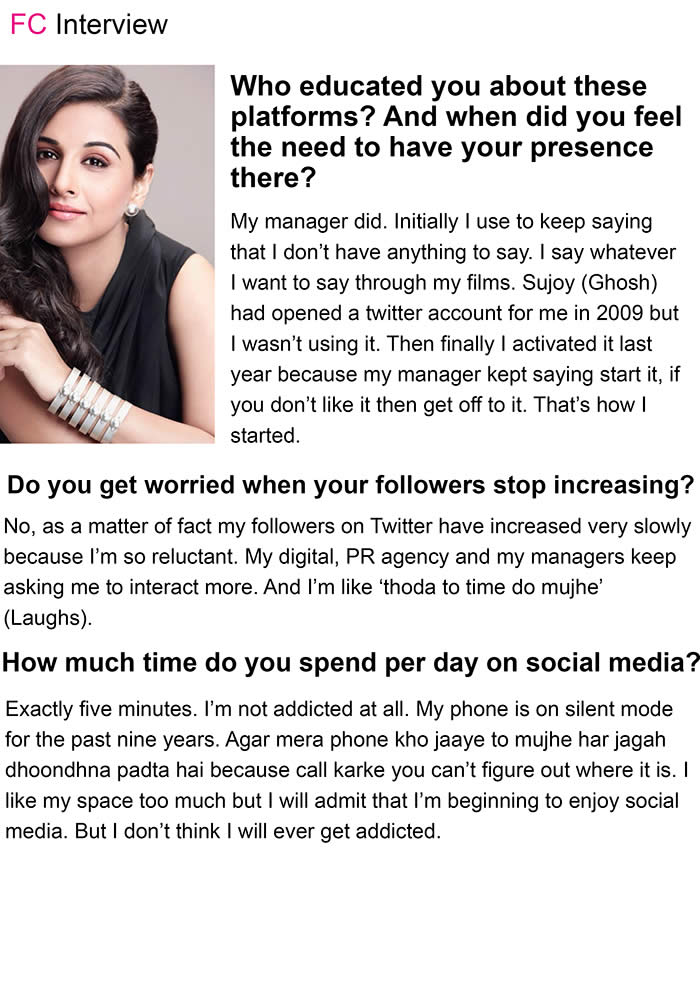 FC Interview
Who educated you about these
platforms? And when did you feel
the need to have your presence
there?
My manager did. Initially I use to keep saying
that I don’t have anything to say. I say whatever
I want to say through my films. Sujoy (Ghosh)
had opened a twitter account for me in 2009 but
I wasn’t using it. Then finally I activated it last
year because my manager kept saying start it, if
you don’t like it then get off to it. That’s how I
started.
Do you get worried when your followers stop increasing?
No, as a matter of fact my followers on Twitter have increased very slowly
because I’m so reluctant. My digital, PR agency and my managers keep
asking me to interact more. And I’m like ‘thoda to time do mujhe’
(Laughs).
How much time do you spend per day on social media?
Exactly five minutes. I’m not addicted at all. My phone is on silent mode
for the past nine years. Agar mera phone kho jaaye to mujhe har jagah
dhoondhna padta hai because call karke you can’t figure out where it is. I
like my space too much but I will admit that I’m beginning to enjoy social
media. But I don’t think I will ever get addicted.